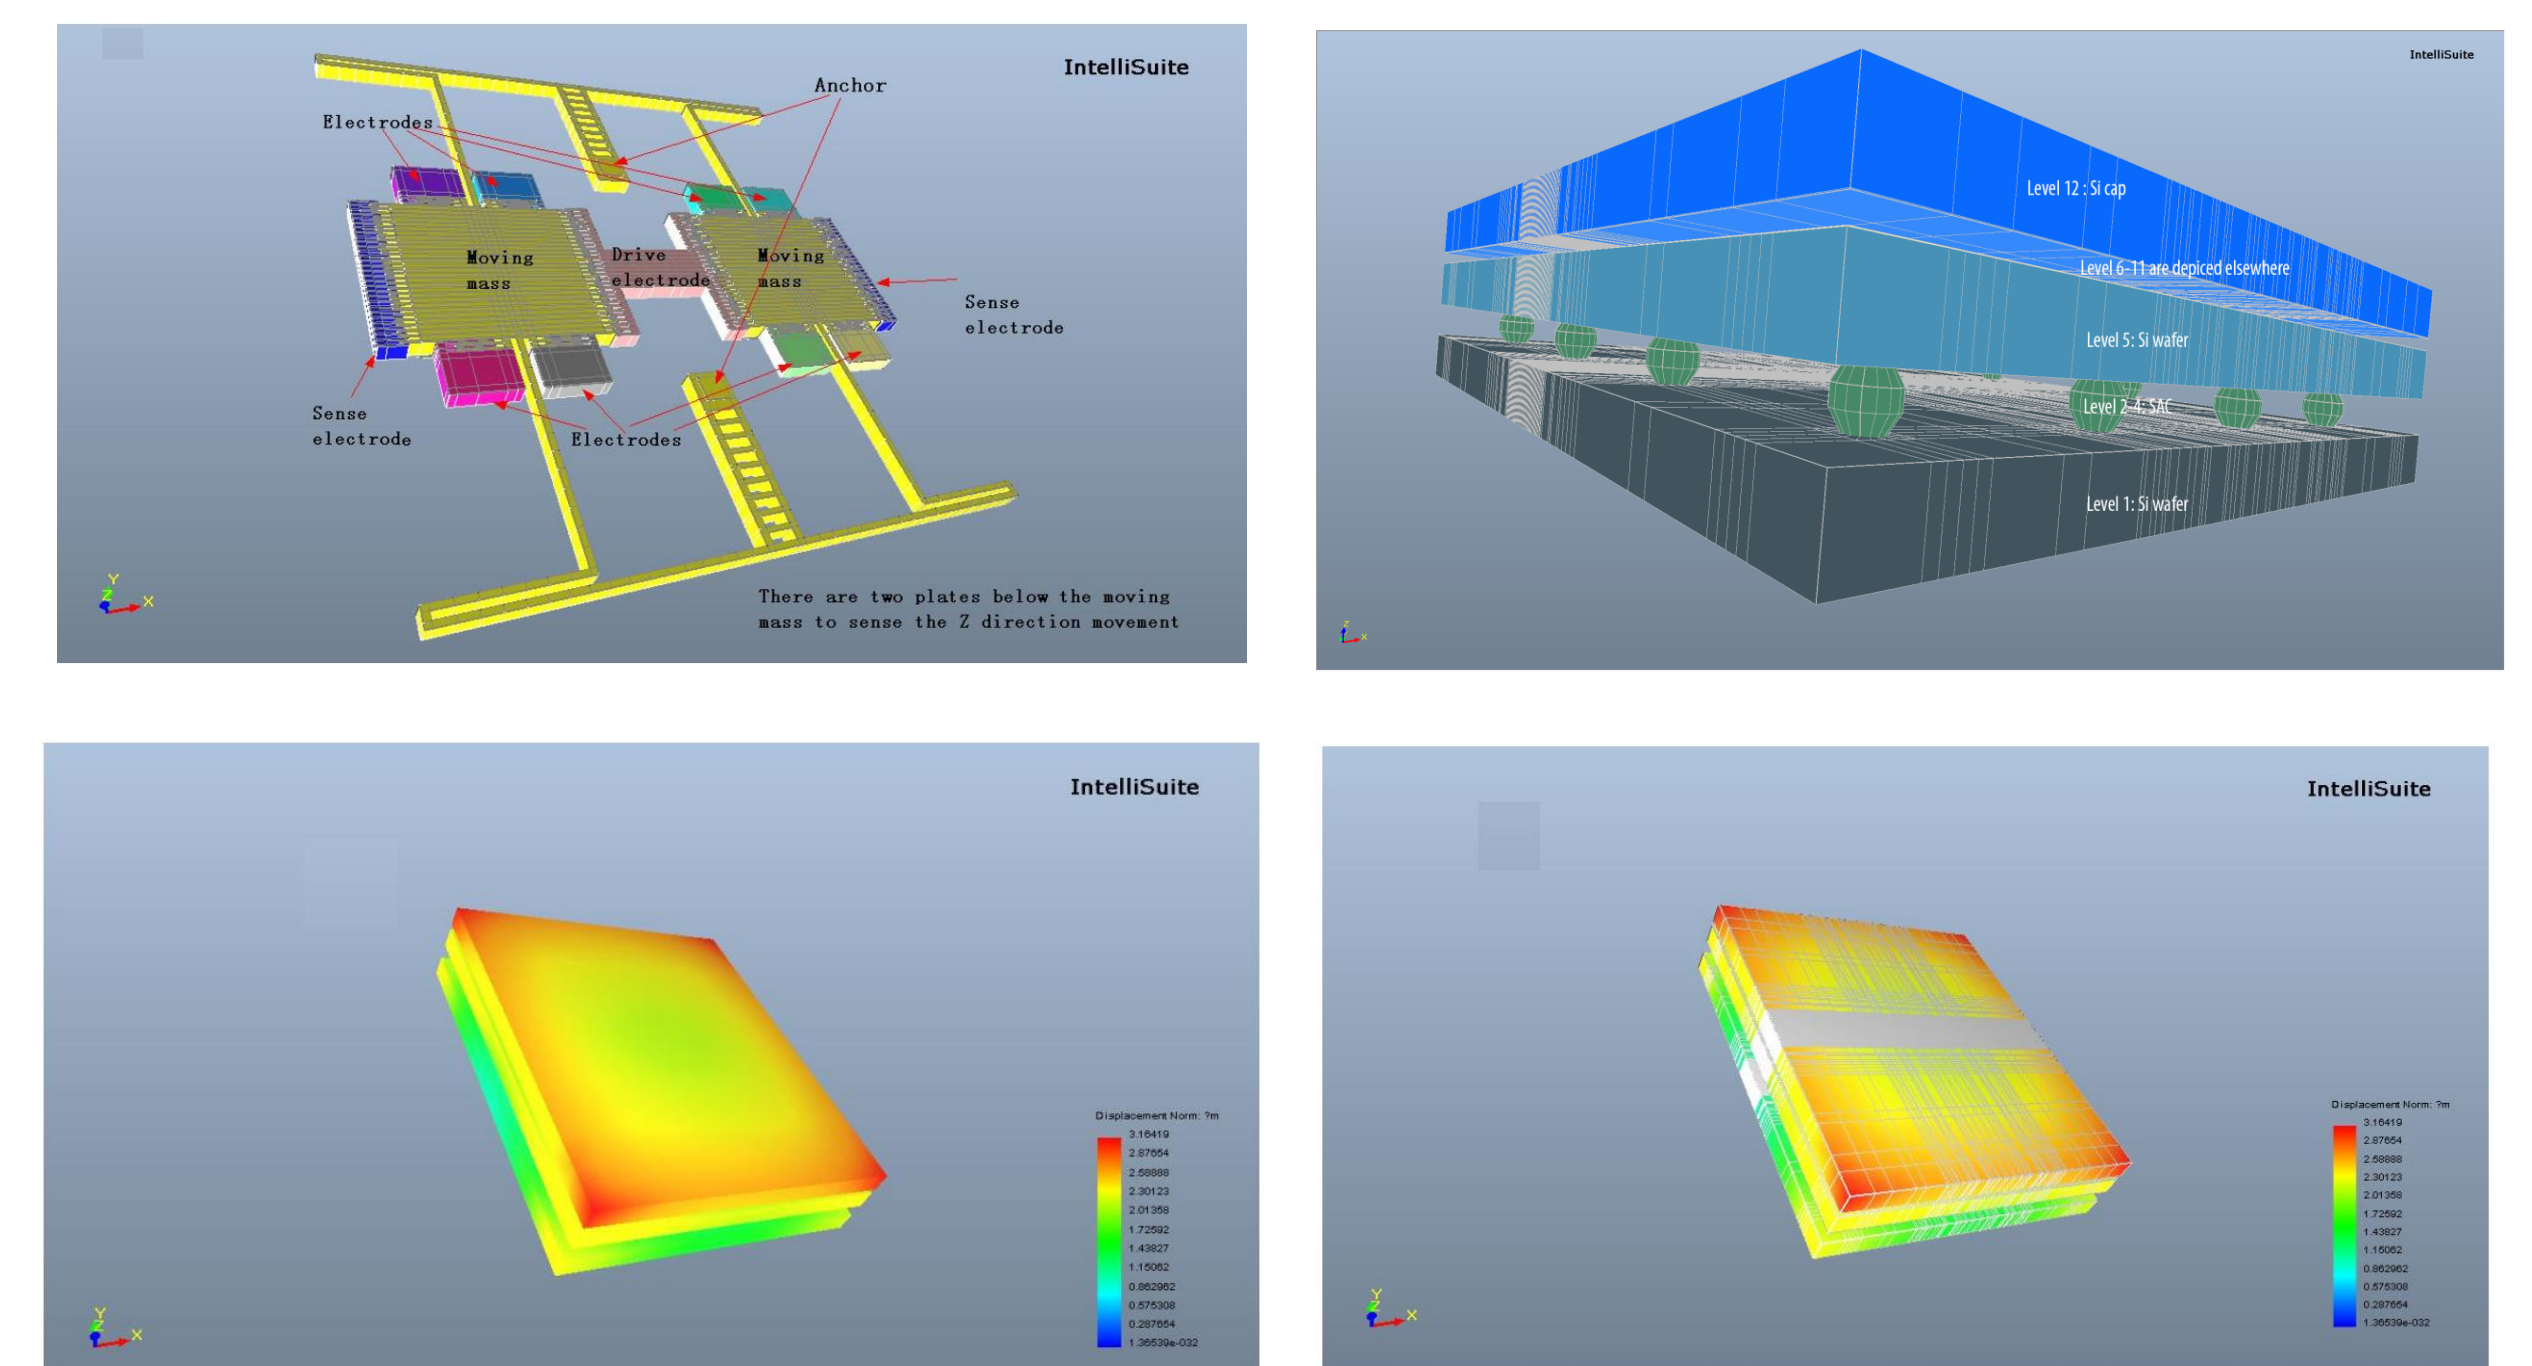 IntelliSuite
Anchor
Electrodes
Moving
mass
Drive
electrode
Moving
mass
Sense
electrode
Sense
electrode
Electrodes
There are two plates below the moving
mass to sense the Z direction movement
Y
Z
X
IntelliSuite
Level 12 : Si cap
Level 6-11 are depiced elsewhere
Level 5: Si wafer
Level 2-4: SAC
Level 1: Si wafer
Z
X
IntelliSuite
Displacement Norm: ?m
3.16419
2.87654
2.58888
2.30123
2.01358
1.72592
1.43827
1.15062
0.862962
0.575308
0.287654
1.36539e-032
Y
Z
X
IntelliSuite
Displacement Norm: ?m
3.16419
2.87654
2.58888
2.30123
2.01358
1.72592
1.43827
1.15062
0.862962
0.575308
0.287654
1.36539e-032
Y
Z
X